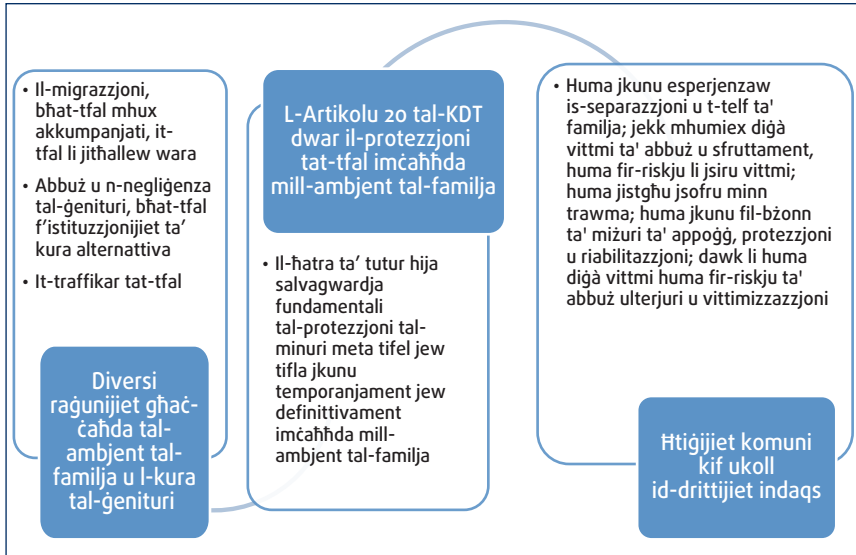 • Il-migrazzjoni,
bħat-tfal mhux
akkumpanjati, it-
tfal li jitħallew wara
• Abbuż u n-negliġenza
tal-ġenituri, bħat-tfal
f'istituzzjonijiet ta'
kura alternattiva
• It-traffikar tat-tfal
Diversi
raġunijiet għaċ-
ċaħda tal-
ambjent tal-
familja u l-kura
tal-ġenituri
L-Artikolu 20 tal-KDT
dwar il-protezzjoni
tat-tfal imċaħħda
mill-ambjent tal-familja
• Il-ħatra ta’ tutur hija
salvagwardja
fundamentali
tal-protezzjoni tal-
minuri meta tifel jew
tifla jkunu
temporanjament jew
definittivament
imċaħħda mill-
ambjent tal-familja
• Huma jkunu esperjenzaw
is-separazzjoni u t-telf ta'
familja; jekk mhumiex diġà
vittmi ta' abbuż u sfruttament,
huma fir-riskju li jsiru vittmi;
huma jistgħu jsofru minn
trawma; huma jkunu fil-bżonn
ta' miżuri ta' appoġġ, protezzjoni
u riabilitazzjoni; dawk li huma
diġà vittmi huma fir-riskju ta'
abbuż ulterjuri u vittimizzazzjoni
Ħtiġijiet komuni
kif ukoll
id-drittijiet indaqs